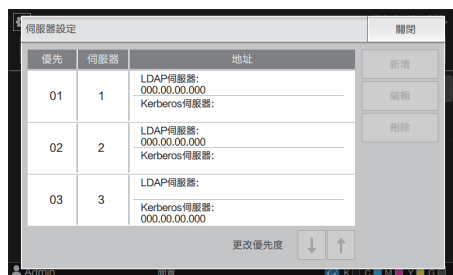 伺服器設定
關閉
優先 伺服器 地址
新增
編輯
刪除
01 1 LDAP伺服器:
000.00.00.000
Kerberos伺服器:
02 2 LDAP伺服器:
000.00.00.000
Kerberos伺服器:
03 3 LDAP伺服器:
Kerberos伺服器:
000.00.00.000
更改優先度 ↓ ↑
Admin
K C M Y G